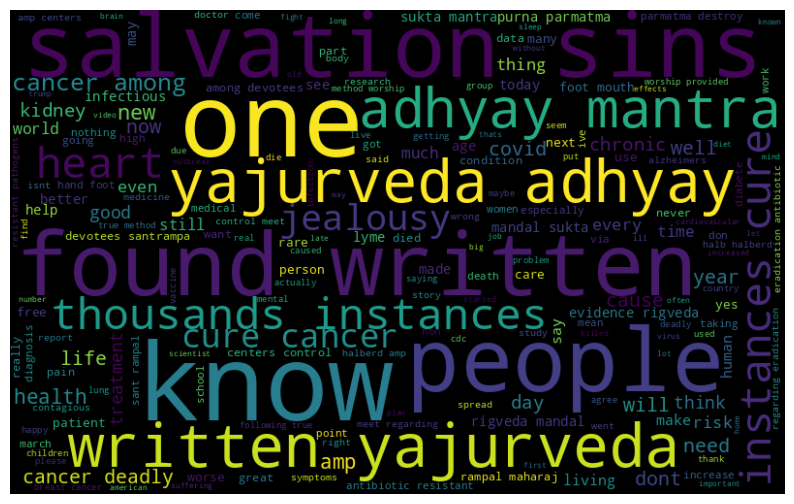 brain doctor come fight long sukta mantra purna parmatma parmatma destroy sleep known
amp centers may part body data many without
salvation sins
cancer among among devotees see research today method worship worship provided effects
infectious group thing foot mouth work
kidney new old trump video
one adhyay mantra
world nothing now due live got getting thats covid next seem ive well chronic diet mind
going high die said much age condition put use alzheimers
heart isnt hand foot outbreak
even yajurveda adhyay diabetes
better medicine way maybe
help good still medical control meet want jealousy wrong women especially never
devotees santrampa true method real late rare lyme died mandal sukta every time don halb halberd let
find caused big job via ill cardiovascular
resistant pathogens person actually made death problem care year increased
found written
number vaccine mental saying story started cause country often
free thousands instances evidence rigveda yes
report non cdc study mean deadly taking
really diagnosis cure cancer say virus used human
life scientist centers control halberd amp killed lot
pain lung sant rampal
health treatment school know people day will think risk
contagious following true meet regarding spread agree rigveda mandal make home
patient plan went
happy march point written yajurveda need
children right amp first thank
please
cancer deadly worse symptoms rampal maharaj dont
breast cancer great antibiotic resistant living increase
american suffering important
instances cure
eradication antibiotic
regarding eradication